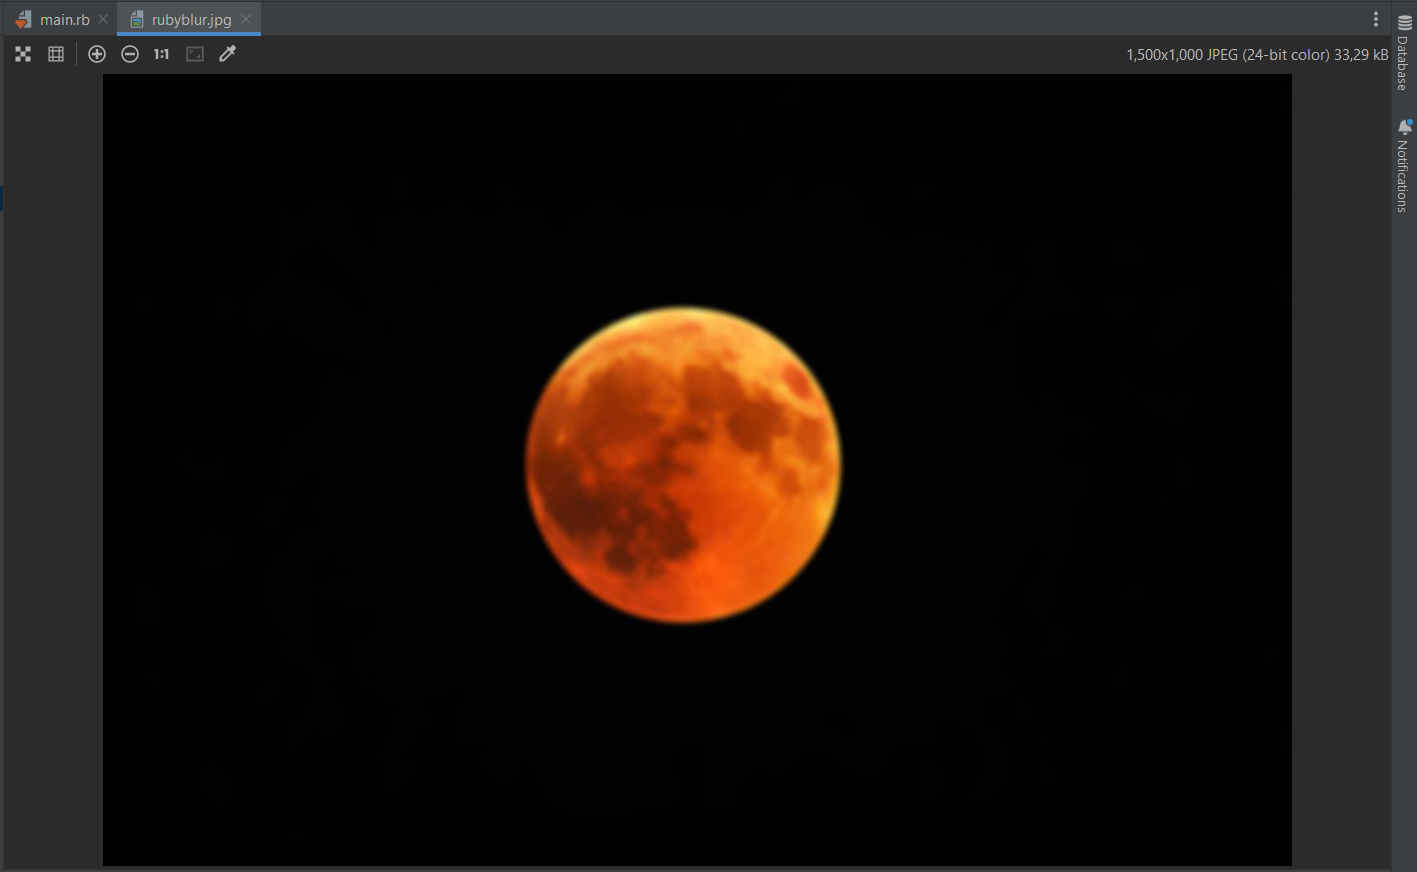 main.rb
rubyblur.jpg
1:1
1,500x1,000 JPEG (24-bit color) 33,29 kB
Database
Notifications